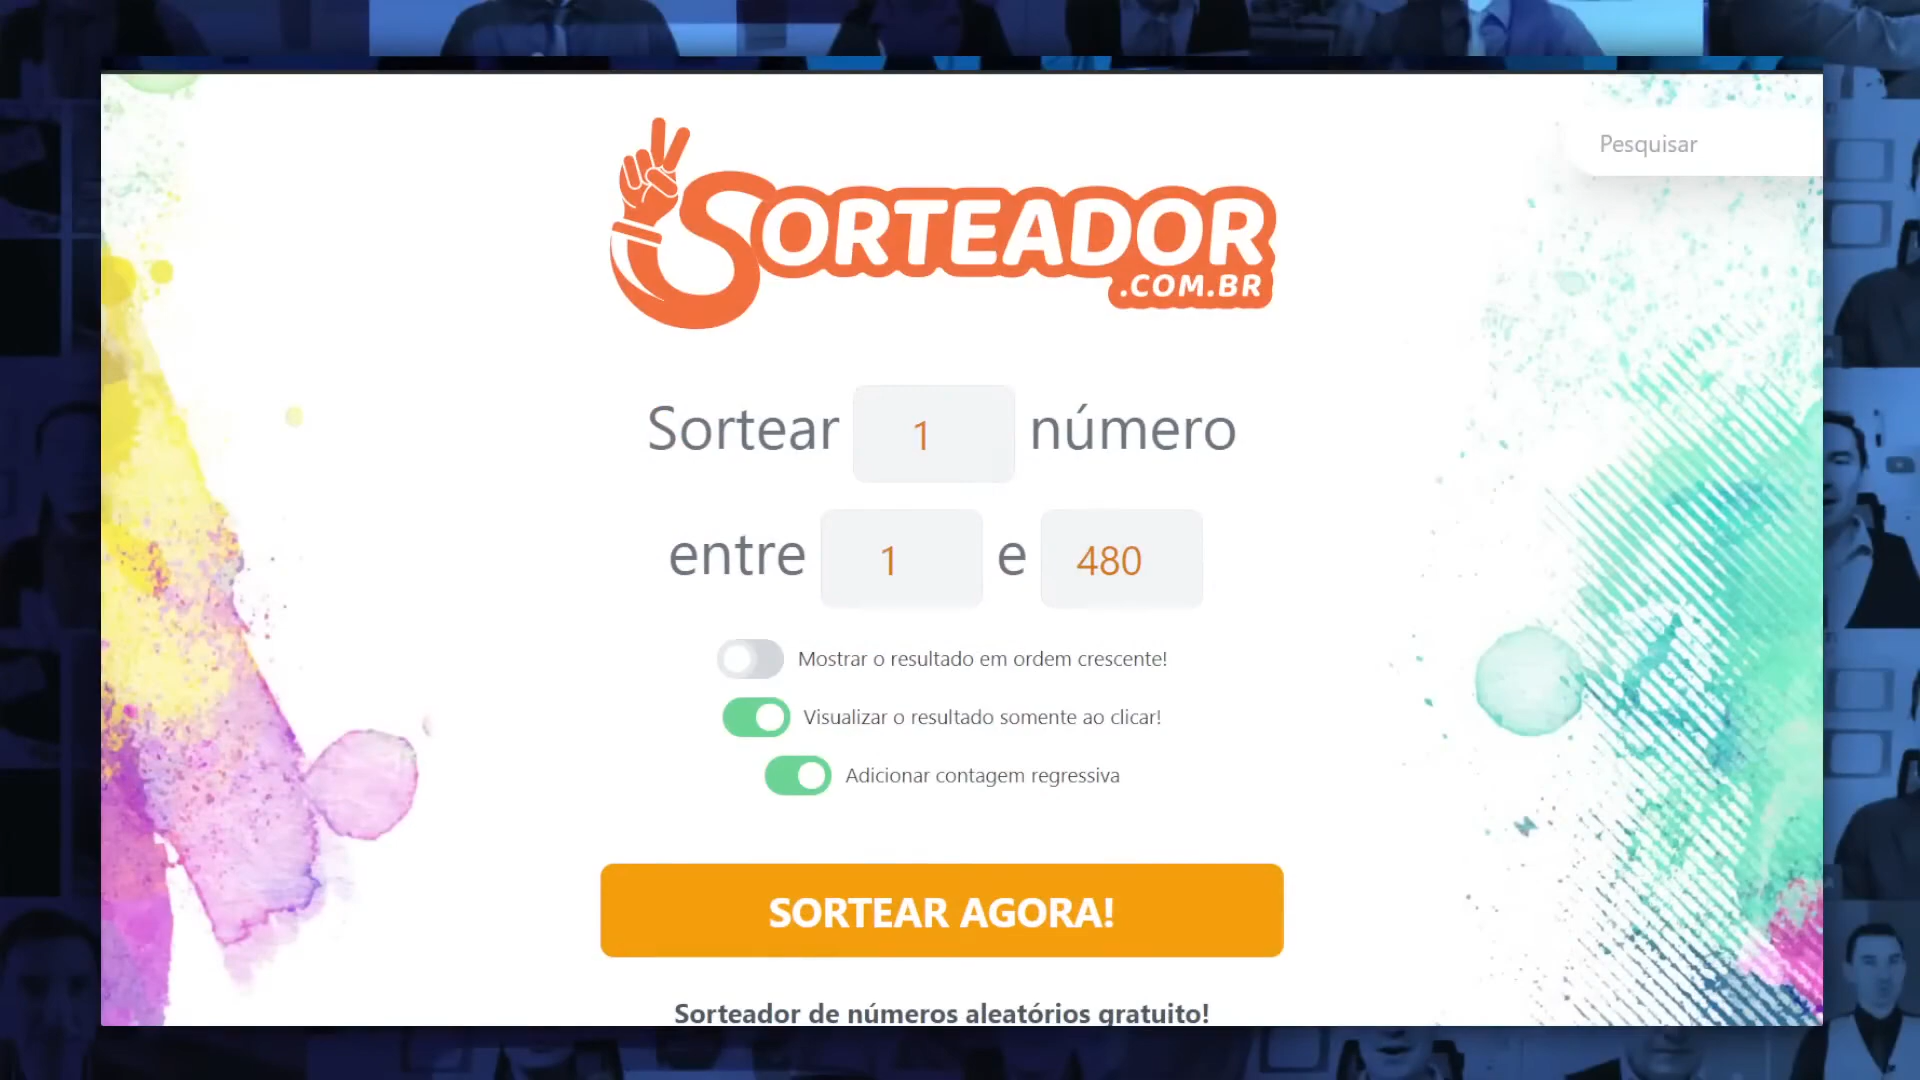 SORTEADOR
.COM.BR
Pesquisar
Sortear 1 número
entre 1 e 480
Mostrar o resultado em ordem crescente!
Visualizar o resultado somente ao clicar!
Adicionar contagem regressiva
SORTEAR AGORA!
Sorteador de números aleatórios gratuito!